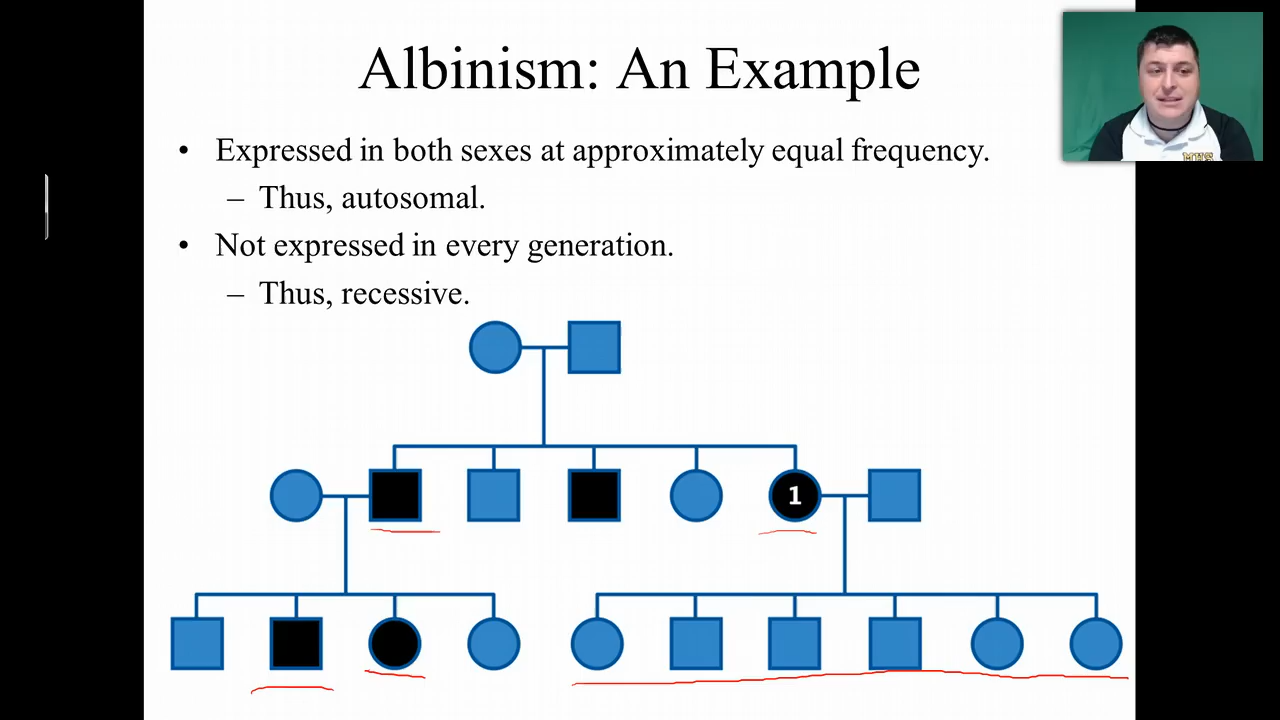 Albinism: An Example
• Expressed in both sexes at approximately equal frequency.
– Thus, autosomal.
• Not expressed in every generation.
– Thus, recessive.
1
MHS